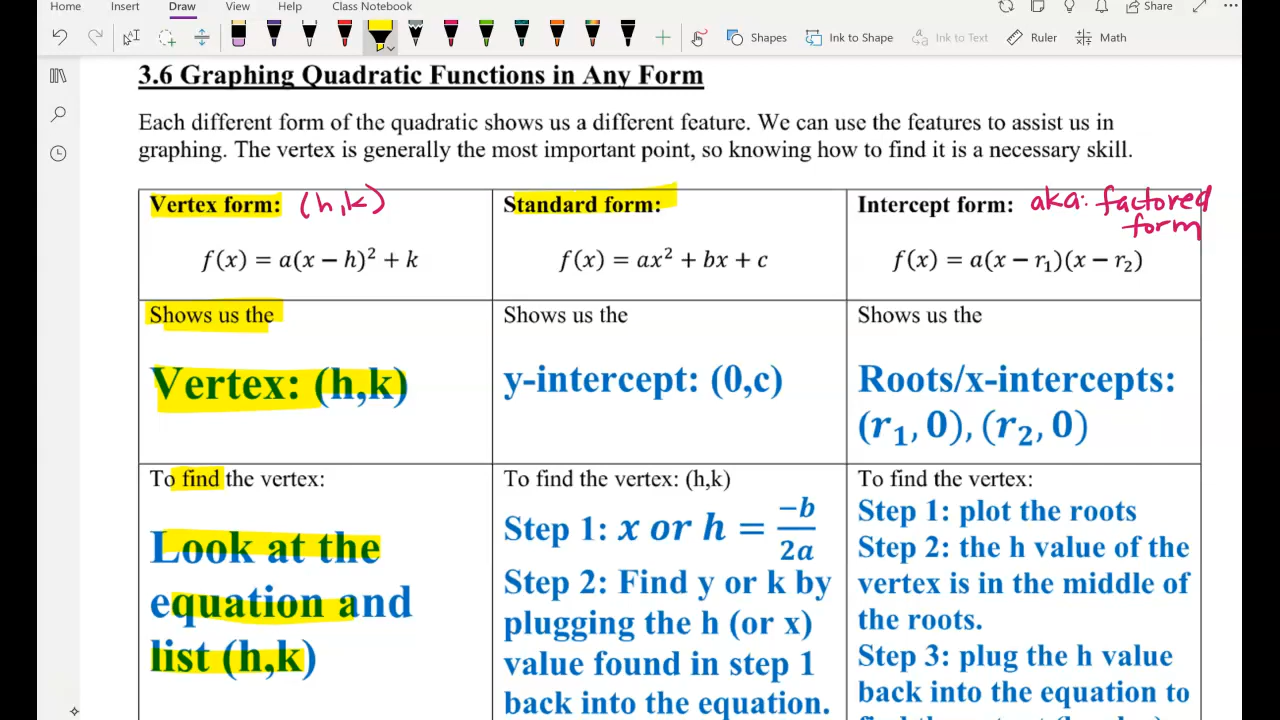 Home Insert Draw View Help Class Notebook Share
Shapes Ink to Shape Ink to Text Ruler Math
3.6 Graphing Quadratic Functions in Any Form
Each different form of the quadratic shows us a different feature. We can use the features to assist us in
graphing. The vertex is generally the most important point, so knowing how to find it is a necessary skill.
Vertex form: (h,k)
f(x) = a(x − h)² + k
Shows us the
Vertex: (h,k)
To find the vertex:
Look at the
equation and
list (h,k)
Standard form:
f(x) = ax² + bx + c
Shows us the
y-intercept: (0,c)
To find the vertex: (h,k)
Step 1: x or h = −b/2a
Step 2: Find y or k by
plugging the h (or x)
value found in step 1
back into the equation.
Intercept form: aka: factored
form
f(x) = a(x − r₁)(x − r₂)
Shows us the
Roots/x-intercepts:
(r₁, 0), (r₂, 0)
To find the vertex:
Step 1: plot the roots
Step 2: the h value of the
vertex is in the middle of
the roots.
Step 3: plug the h value
back into the equation to